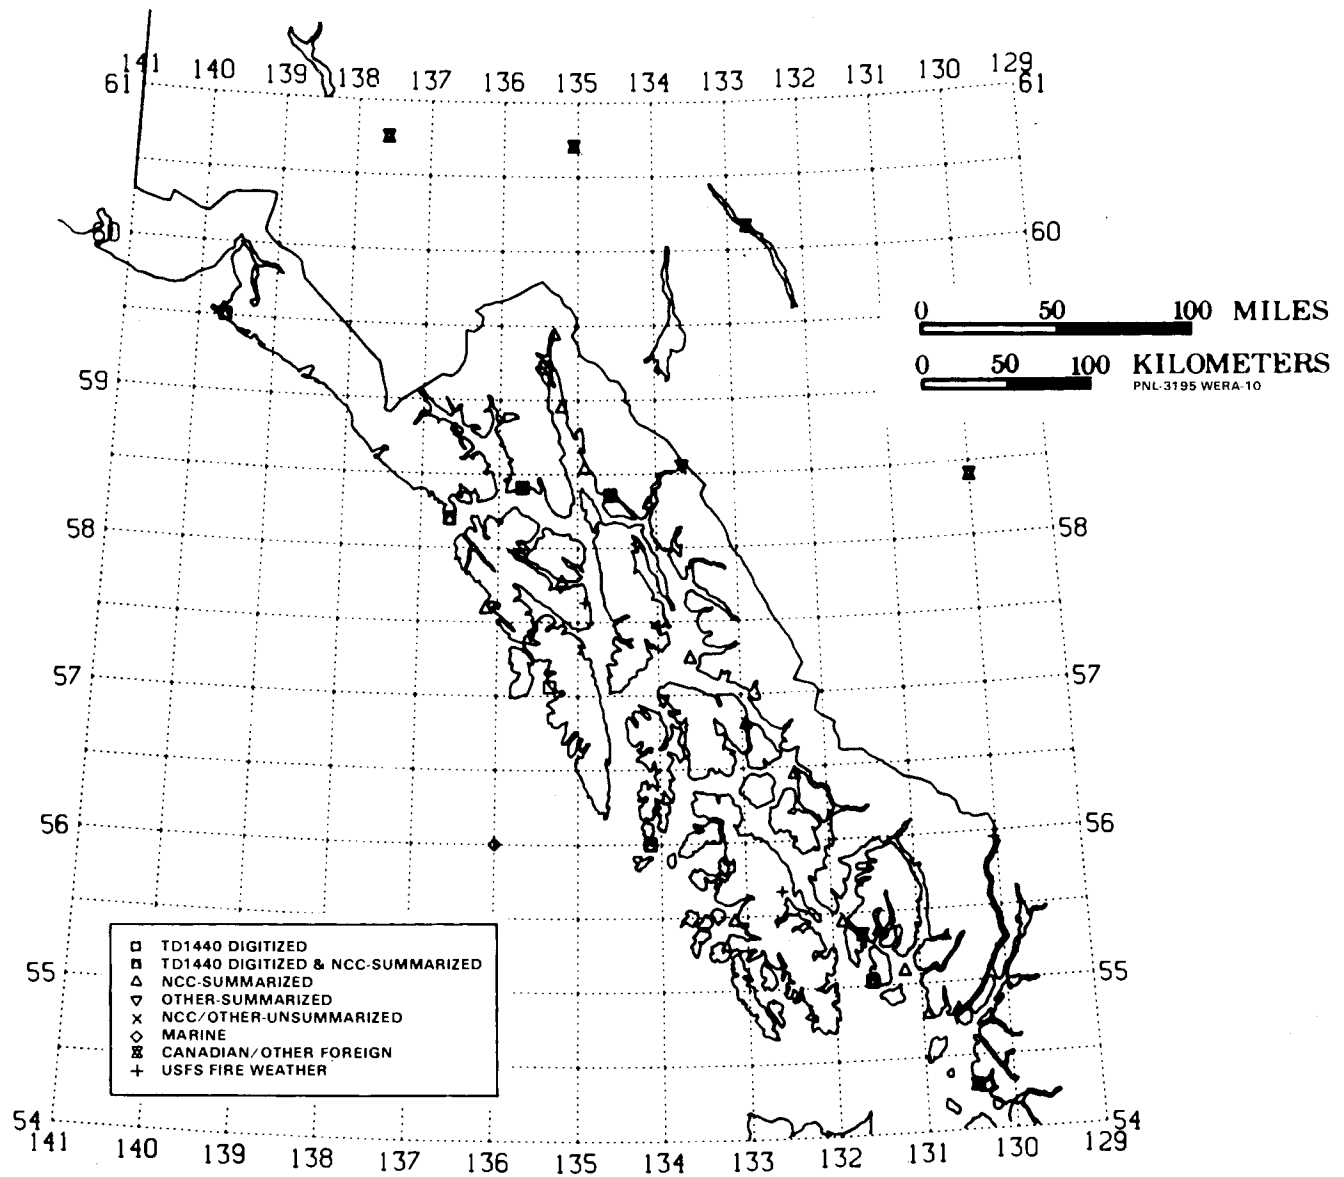 141 140 139 138 137 136 135 134 133 132 131 130 129
61 61
60 60
0 50 100 MILES
0 50 100 KILOMETERS
PNL-3195 WERA-10
59
58 58
57 57
56 56
55 55
TD1440 DIGITIZED
TD1440 DIGITIZED & NCC-SUMMARIZED
NCC-SUMMARIZED
OTHER-SUMMARIZED
NCC/OTHER-UNSUMMARIZED
MARINE
CANADIAN/OTHER FOREIGN
USFS FIRE WEATHER
54 54
141 140 139 138 137 136 135 134 133 132 131 130 129